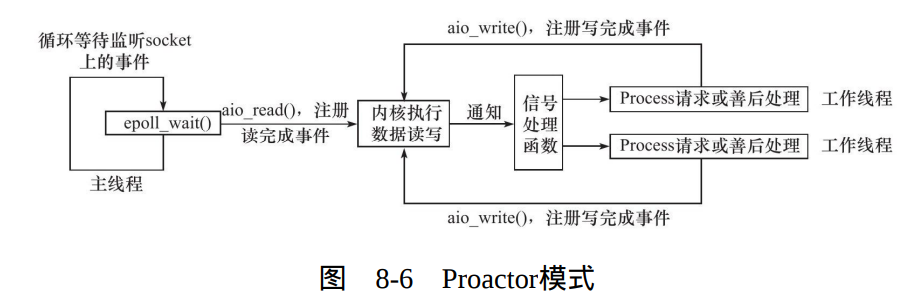 aio_write()，注册写完成事件
循环等待监听socket
上的事件
epoll_wait()
aio_read()，注册
读完成事件
主线程
内核执行
数据读写
通知
信号
处理
函数
Process请求或善后处理
工作线程
Process请求或善后处理
工作线程
aio_write()，注册写完成事件
图 8-6 Proactor模式